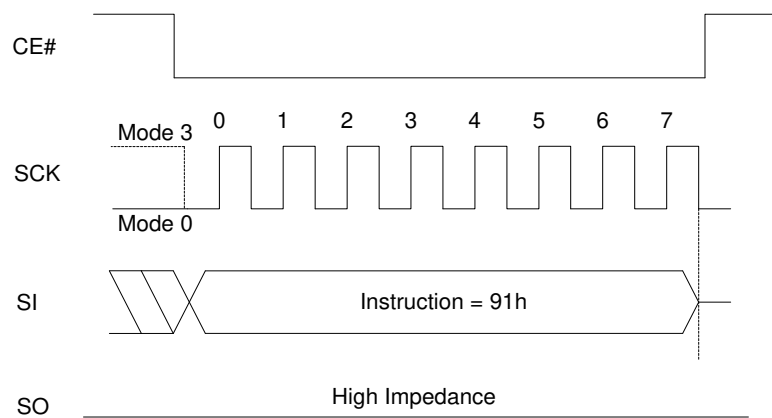 CE#
Mode 3
0 1 2 3 4 5 6 7
SCK
Mode 0
SI
Instruction = 91h
SO
High Impedance